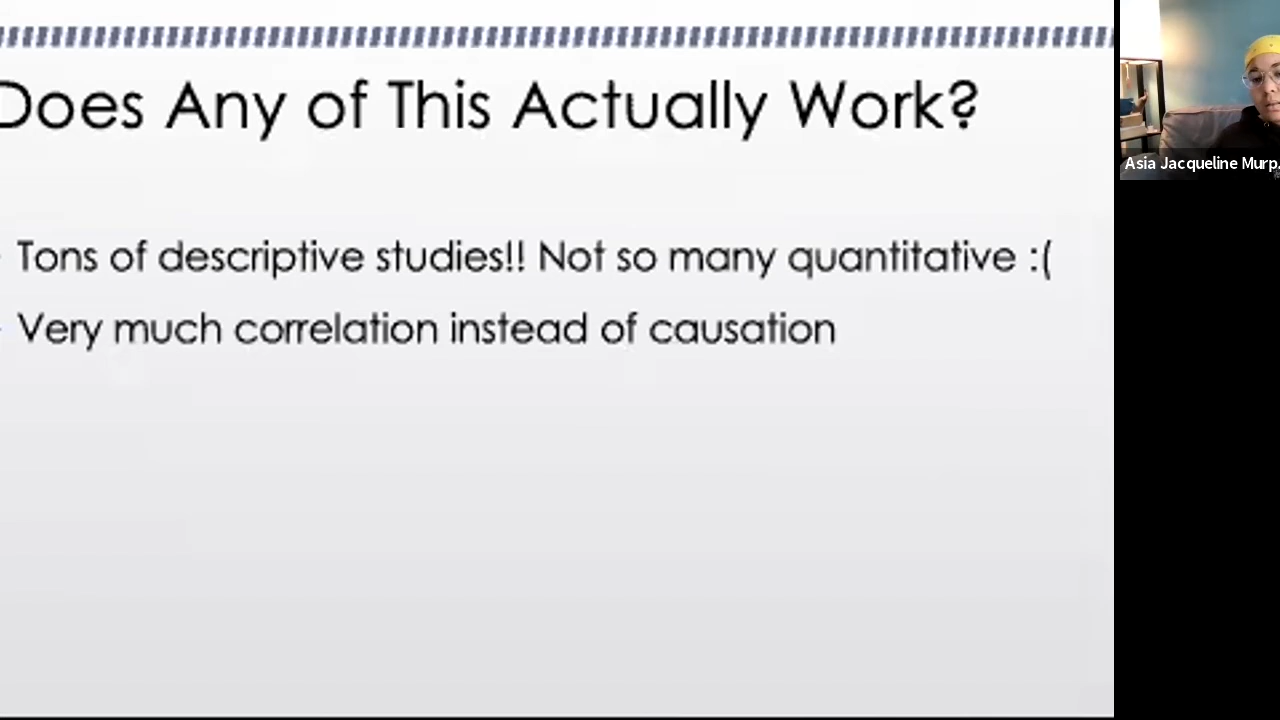 Does Any of This Actually Work?
Tons of descriptive studies!! Not so many quantitative :(
Very much correlation instead of causation
Asia Jacqueline Murp.